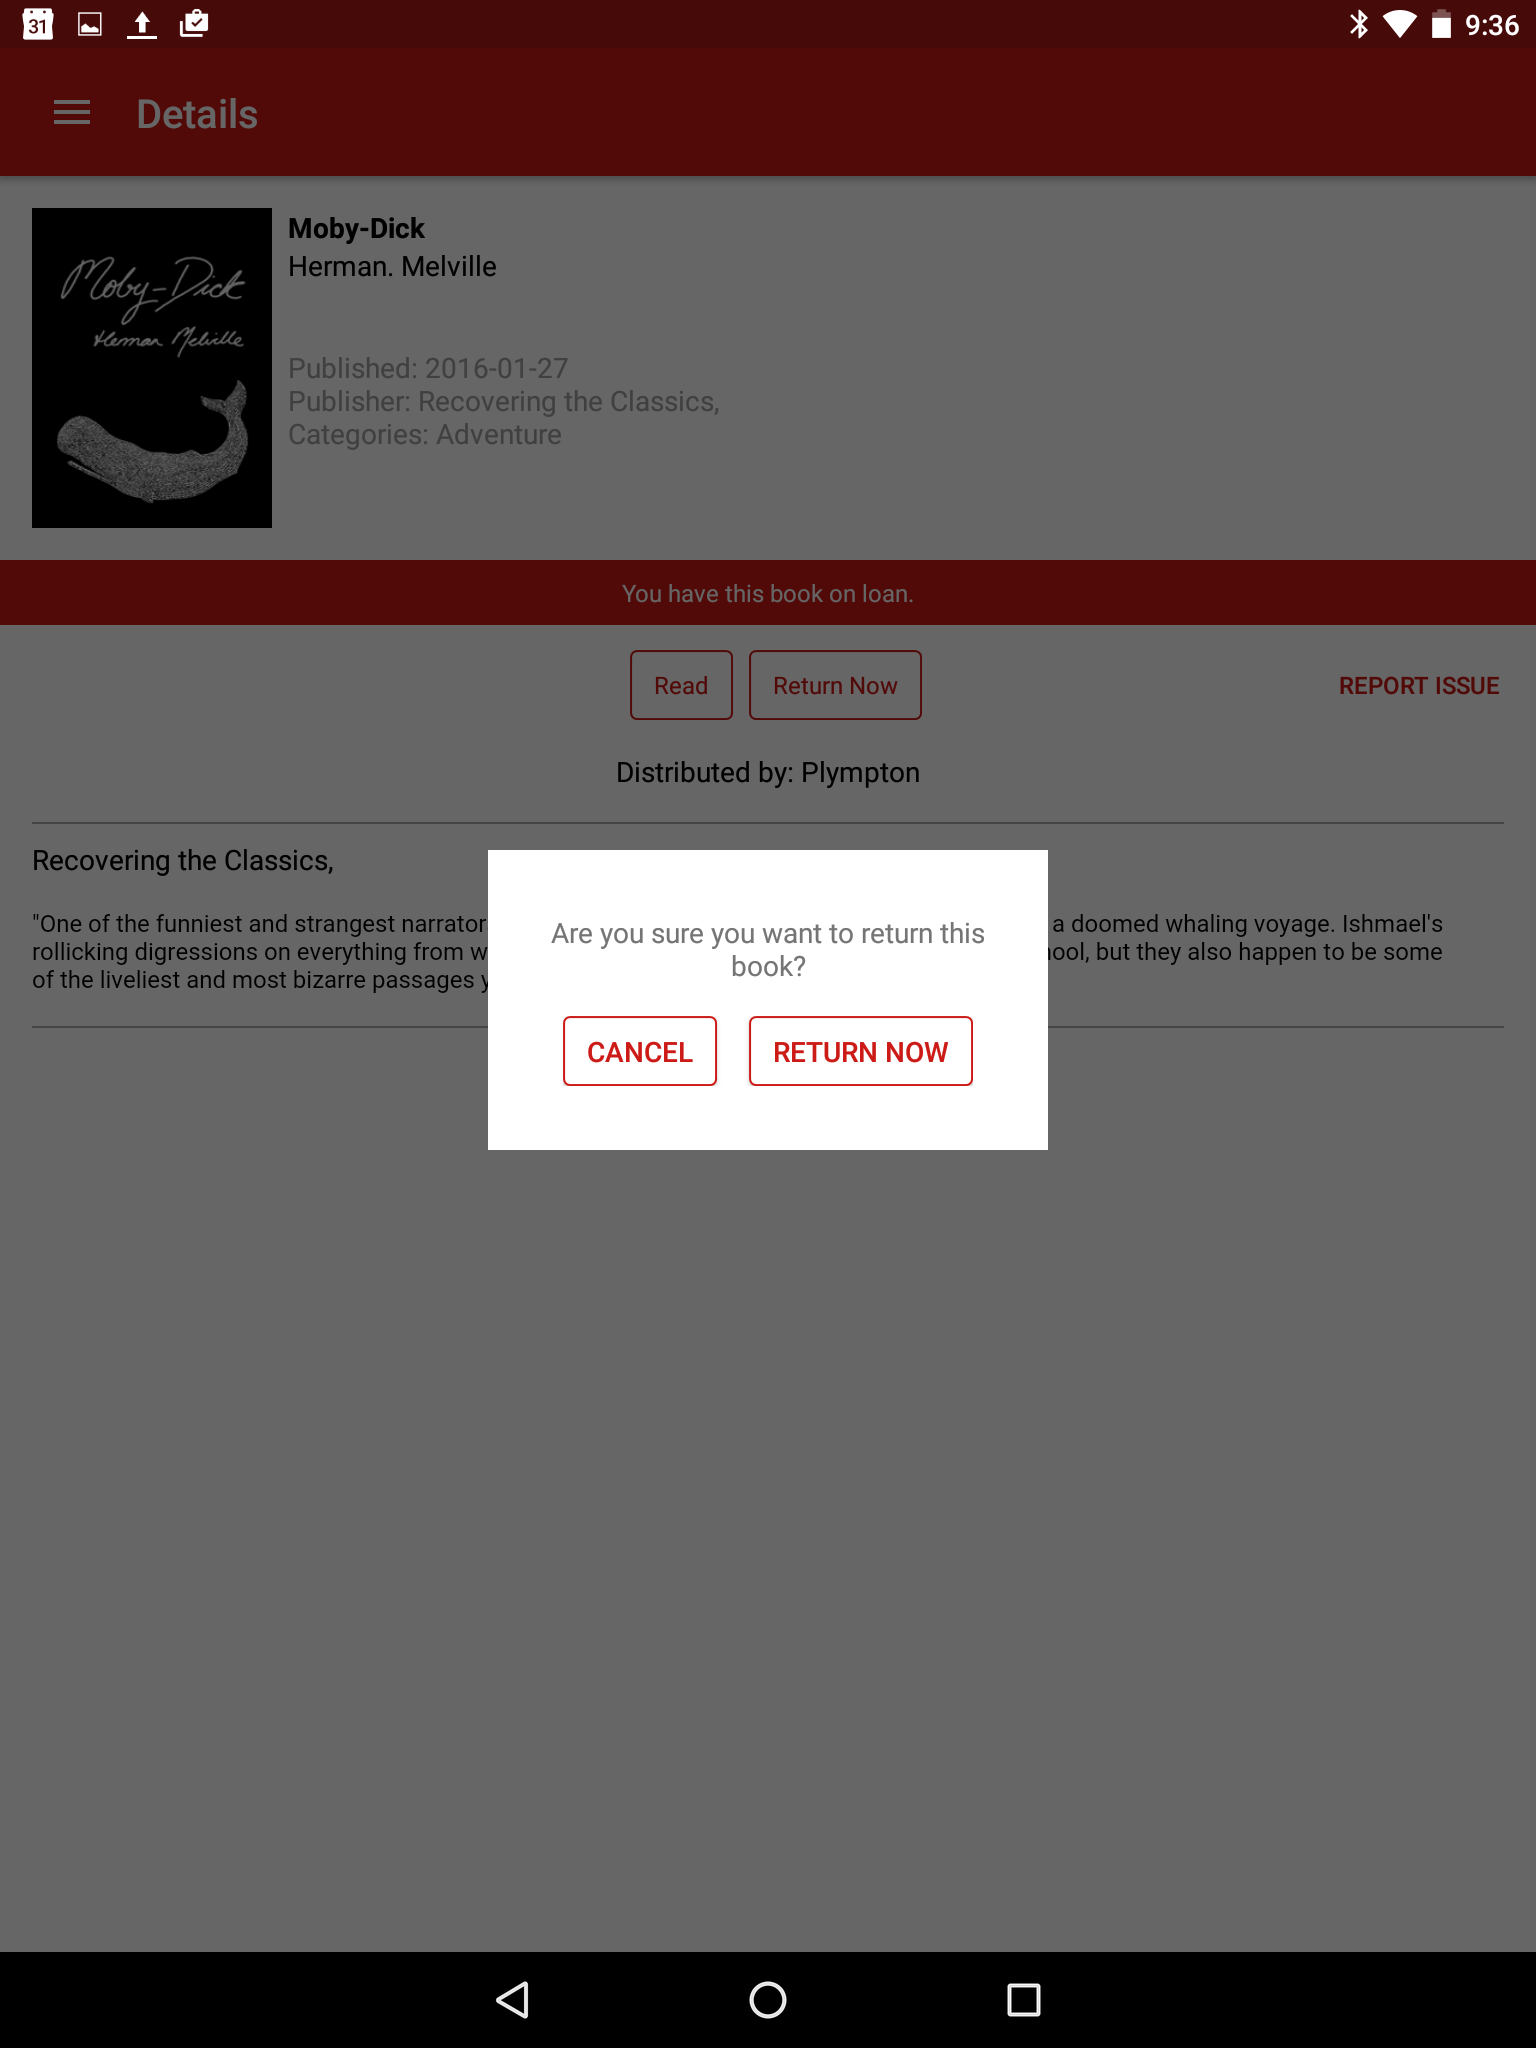 31
9:36
Details
Moby-Dick
Herman Melville
Moby-Dick
Herman. Melville
Published: 2016-01-27
Publisher: Recovering the Classics,
Categories: Adventure
You have this book on loan.
Read
Return Now
REPORT ISSUE
Distributed by: Plympton
Recovering the Classics,
"One of the funniest and strangest narrator a doomed whaling voyage. Ishmael's
rollicking digressions on everything from but they also happen to be some
of the liveliest and most bizarre passages
Are you sure you want to return this
book?
CANCEL
RETURN NOW